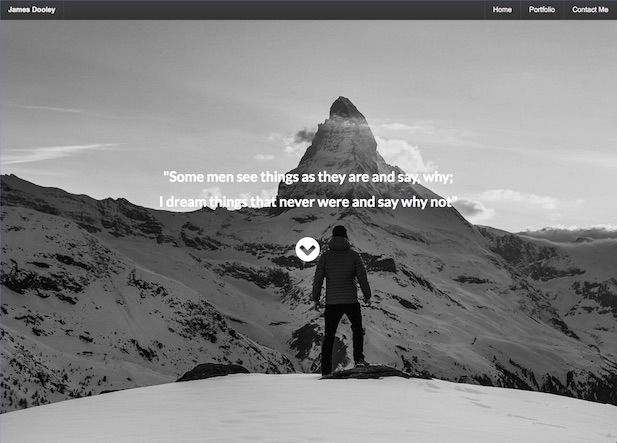 James Dooley
Home
Portfolio
Contact Me
"Some men see things as they are and say, why;
I dream things that never were and say why not"